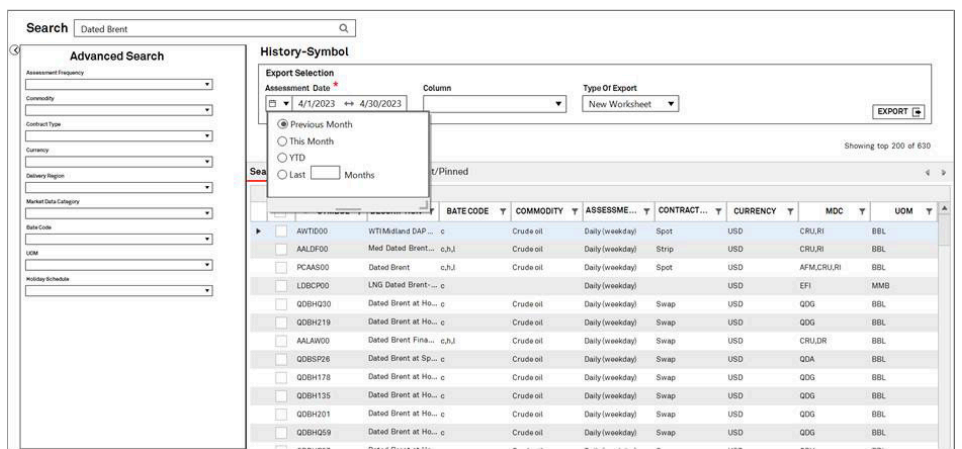 Search Dated Brent
Advanced Search
Assessment Frequency
Commodity
Contract Type
Currency
Delivery Region
Market Data Category
Bate Code
UOM
Holiday Schedule
History-Symbol
Export Selection
Assessment Date * Column Type Of Export
4/1/2023 ↔ 4/30/2023 New Worksheet
EXPORT
Previous Month
This Month
YTD
Last Months
Showing top 200 of 630
Sea t/Pinned
BATE CODE COMMODITY ASSESSME... CONTRACT... CURRENCY MDC UOM
AWTID00 WTI Midland DAP ... c Crude oil Daily (weekday) Spot USD CRU,RI BBL
AALDF00 Med Dated Brent... c,h,l Crude oil Daily (weekday) Strip USD CRU,RI BBL
PCAAS00 Dated Brent c,h,l Crude oil Daily (weekday) Spot USD AFM,CRU,RI BBL
LDBCP00 LNG Dated Brent-... c Daily (weekday) USD EFI MMB
QDBHQ30 Dated Brent at Ho... c Crude oil Daily (weekday) Swap USD QDG BBL
QDBH219 Dated Brent at Ho... c Crude oil Daily (weekday) Swap USD QDG BBL
AALAW00 Dated Brent Fina... c,h,l Crude oil Daily (weekday) Swap USD CRU,DR BBL
QDBSP26 Dated Brent at Sp... c Crude oil Daily (weekday) Swap USD QDA BBL
QDBH178 Dated Brent at Ho... c Crude oil Daily (weekday) Swap USD QDG BBL
QDBH135 Dated Brent at Ho... c Crude oil Daily (weekday) Swap USD QDG BBL
QDBH201 Dated Brent at Ho... c Crude oil Daily (weekday) Swap USD QDG BBL
QDBHQ59 Dated Brent at Ho... c Crude oil Daily (weekday) Swap USD QDG BBL